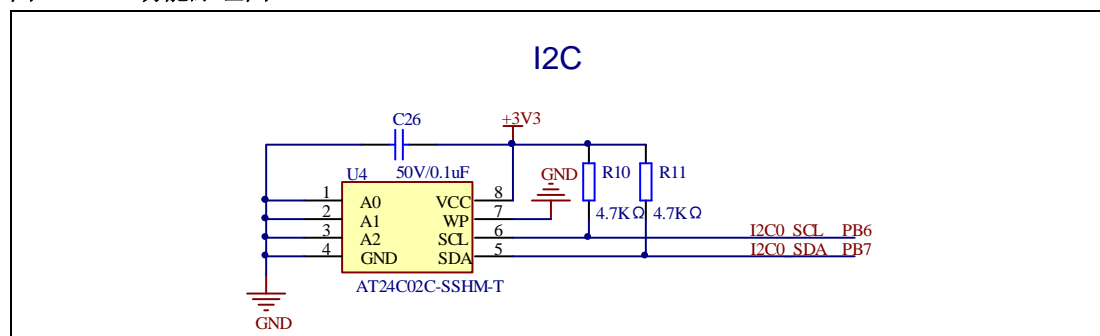 I2C
C26
+3V3
U4
50V/0.1uF
GND
R10
R11
1
A0
VCC
8
2
A1
WP
7
4.7KΩ
4.7KΩ
3
A2
SCL
6
I2C0_SCL
PB6
4
GND
SDA
5
I2C0_SDA
PB7
AT24C02C-SSHM-T
GND